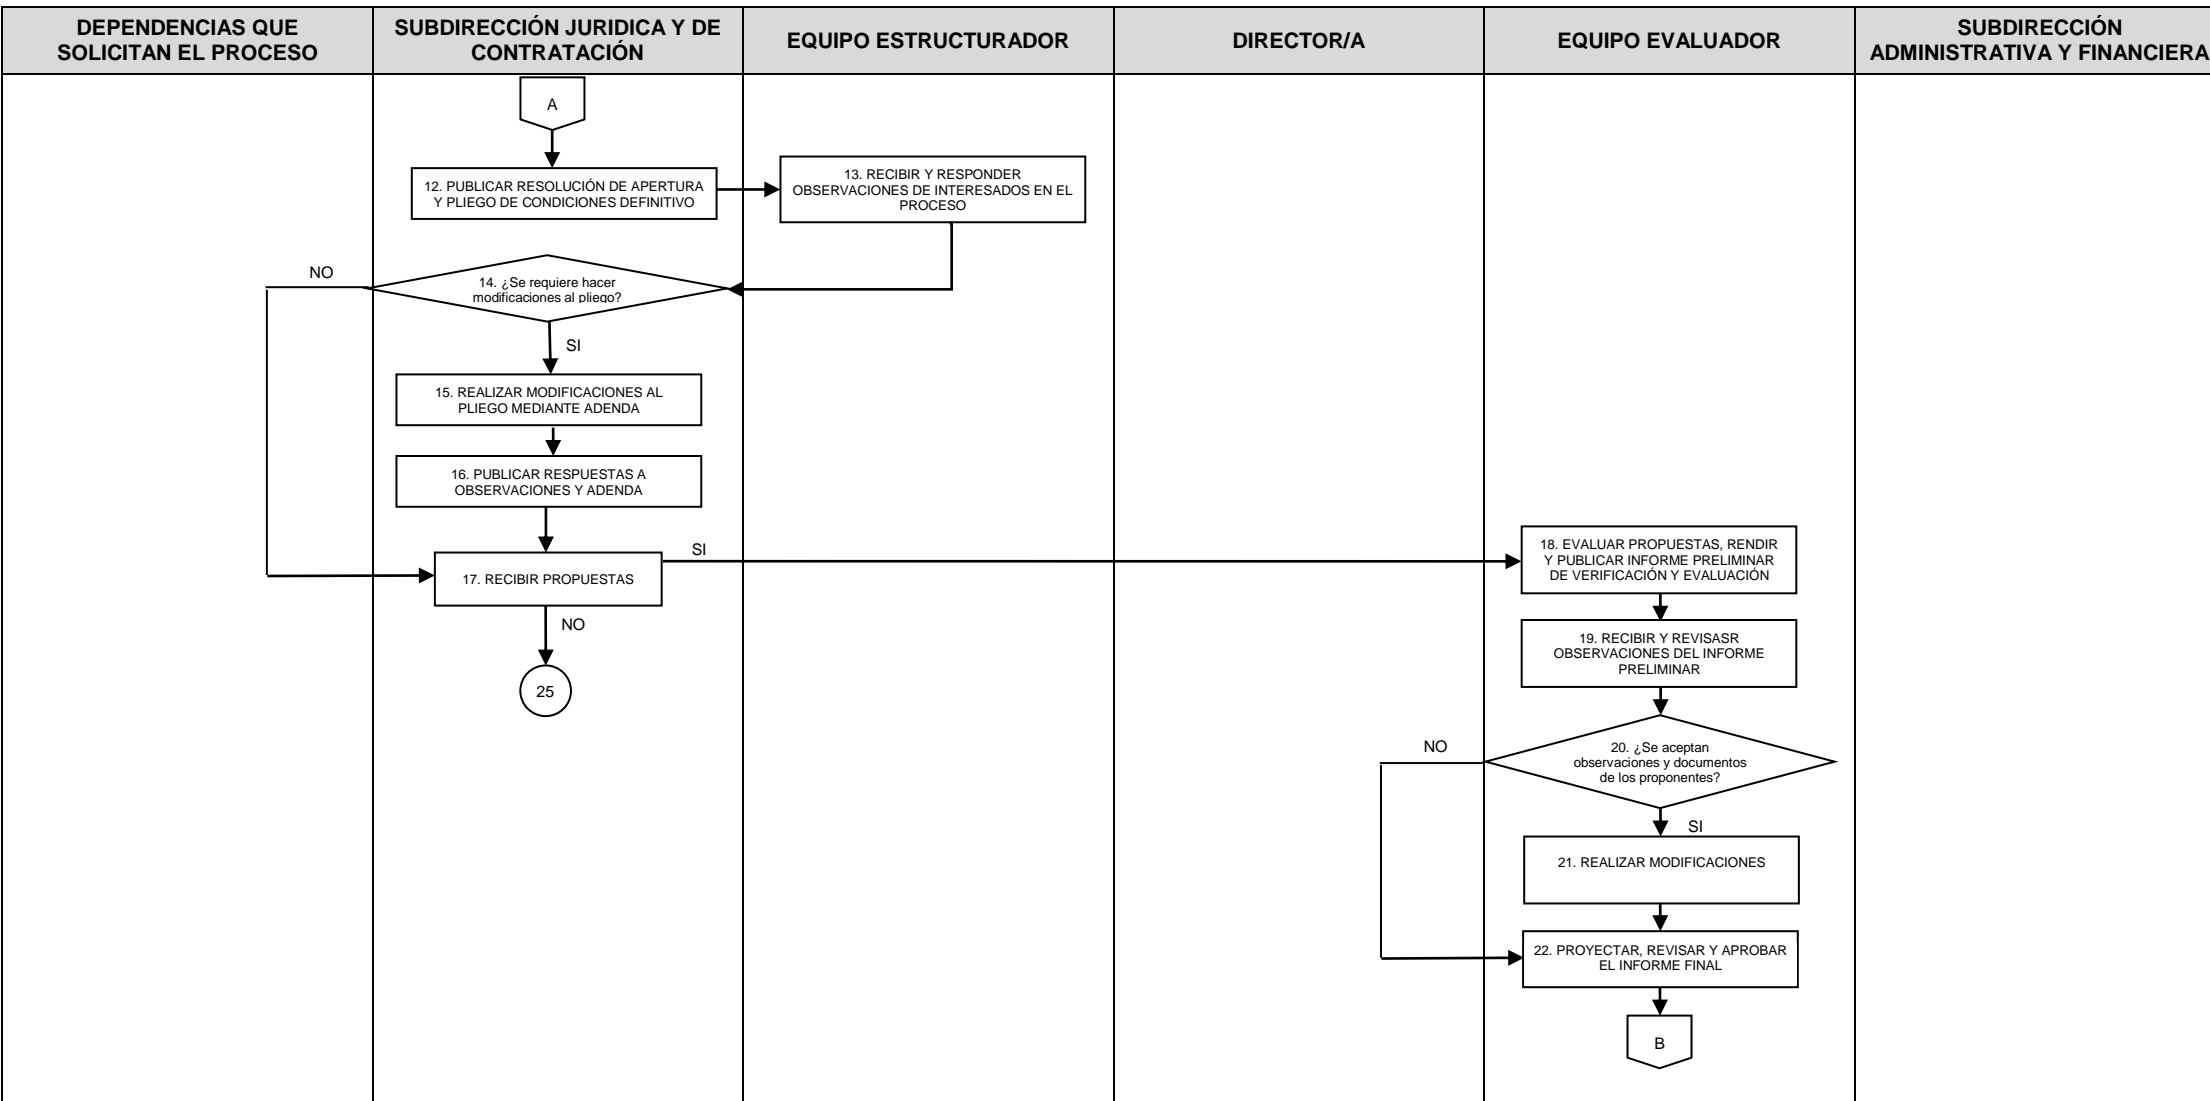 DEPENDENCIAS QUE
SOLICITAN EL PROCESO
SUBDIRECCIÓN JURIDICA Y DE
CONTRATACIÓN
EQUIPO ESTRUCTURADOR
DIRECTOR/A
EQUIPO EVALUADOR
SUBDIRECCIÓN
ADMINISTRATIVA Y FINANCIERA
A
12. PUBLICAR RESOLUCIÓN DE APERTURA
Y PLIEGO DE CONDICIONES DEFINITIVO
13. RECIBIR Y RESPONDER
OBSERVACIONES DE INTERESADOS EN EL
PROCESO
NO
14. ¿Se requiere hacer
modificaciones al pliego?
SI
15. REALIZAR MODIFICACIONES AL
PLIEGO MEDIANTE ADENDA
16. PUBLICAR RESPUESTAS A
OBSERVACIONES Y ADENDA
17. RECIBIR PROPUESTAS
SI
NO
25
18. EVALUAR PROPUESTAS, RENDIR
Y PUBLICAR INFORME PRELIMINAR
DE VERIFICACIÓN Y EVALUACIÓN
19. RECIBIR Y REVISASR
OBSERVACIONES DEL INFORME
PRELIMINAR
NO
20. ¿Se aceptan
observaciones y documentos
de los proponentes?
SI
21. REALIZAR MODIFICACIONES
22. PROYECTAR, REVISAR Y APROBAR
EL INFORME FINAL
B